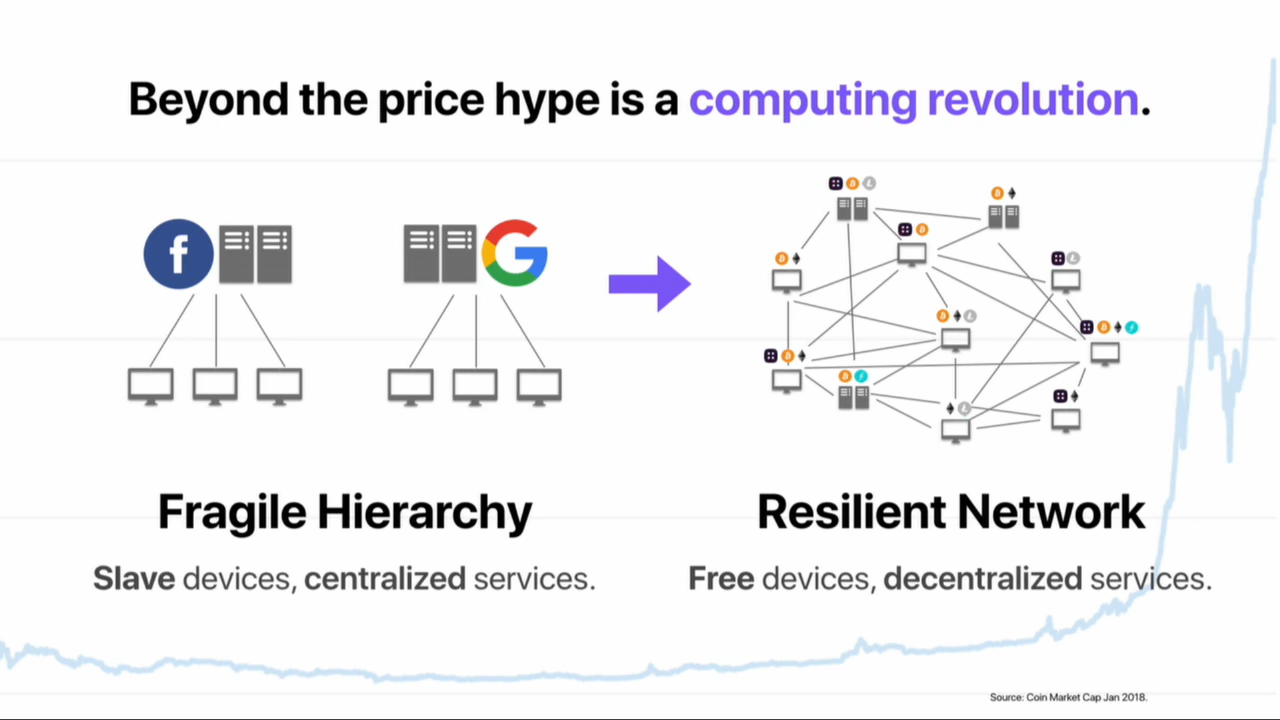 Beyond the price hype is a computing revolution.
Fragile Hierarchy
Resilient Network
Slave devices, centralized services.
Free devices, decentralized services.
Source: Coin Market Cap Jan 2018.